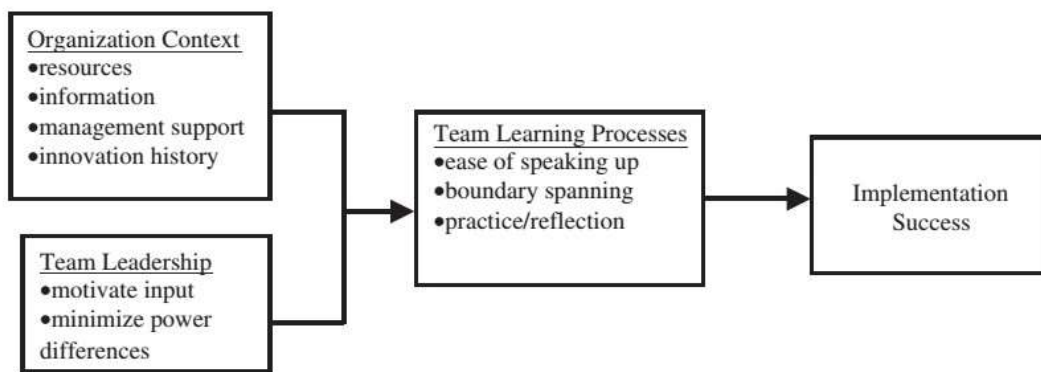 Organization Context
•resources
•information
•management support
•innovation history
Team Leadership
•motivate input
•minimize power
differences
Team Learning Processes
•ease of speaking up
•boundary spanning
•practice/reflection
Implementation
Success